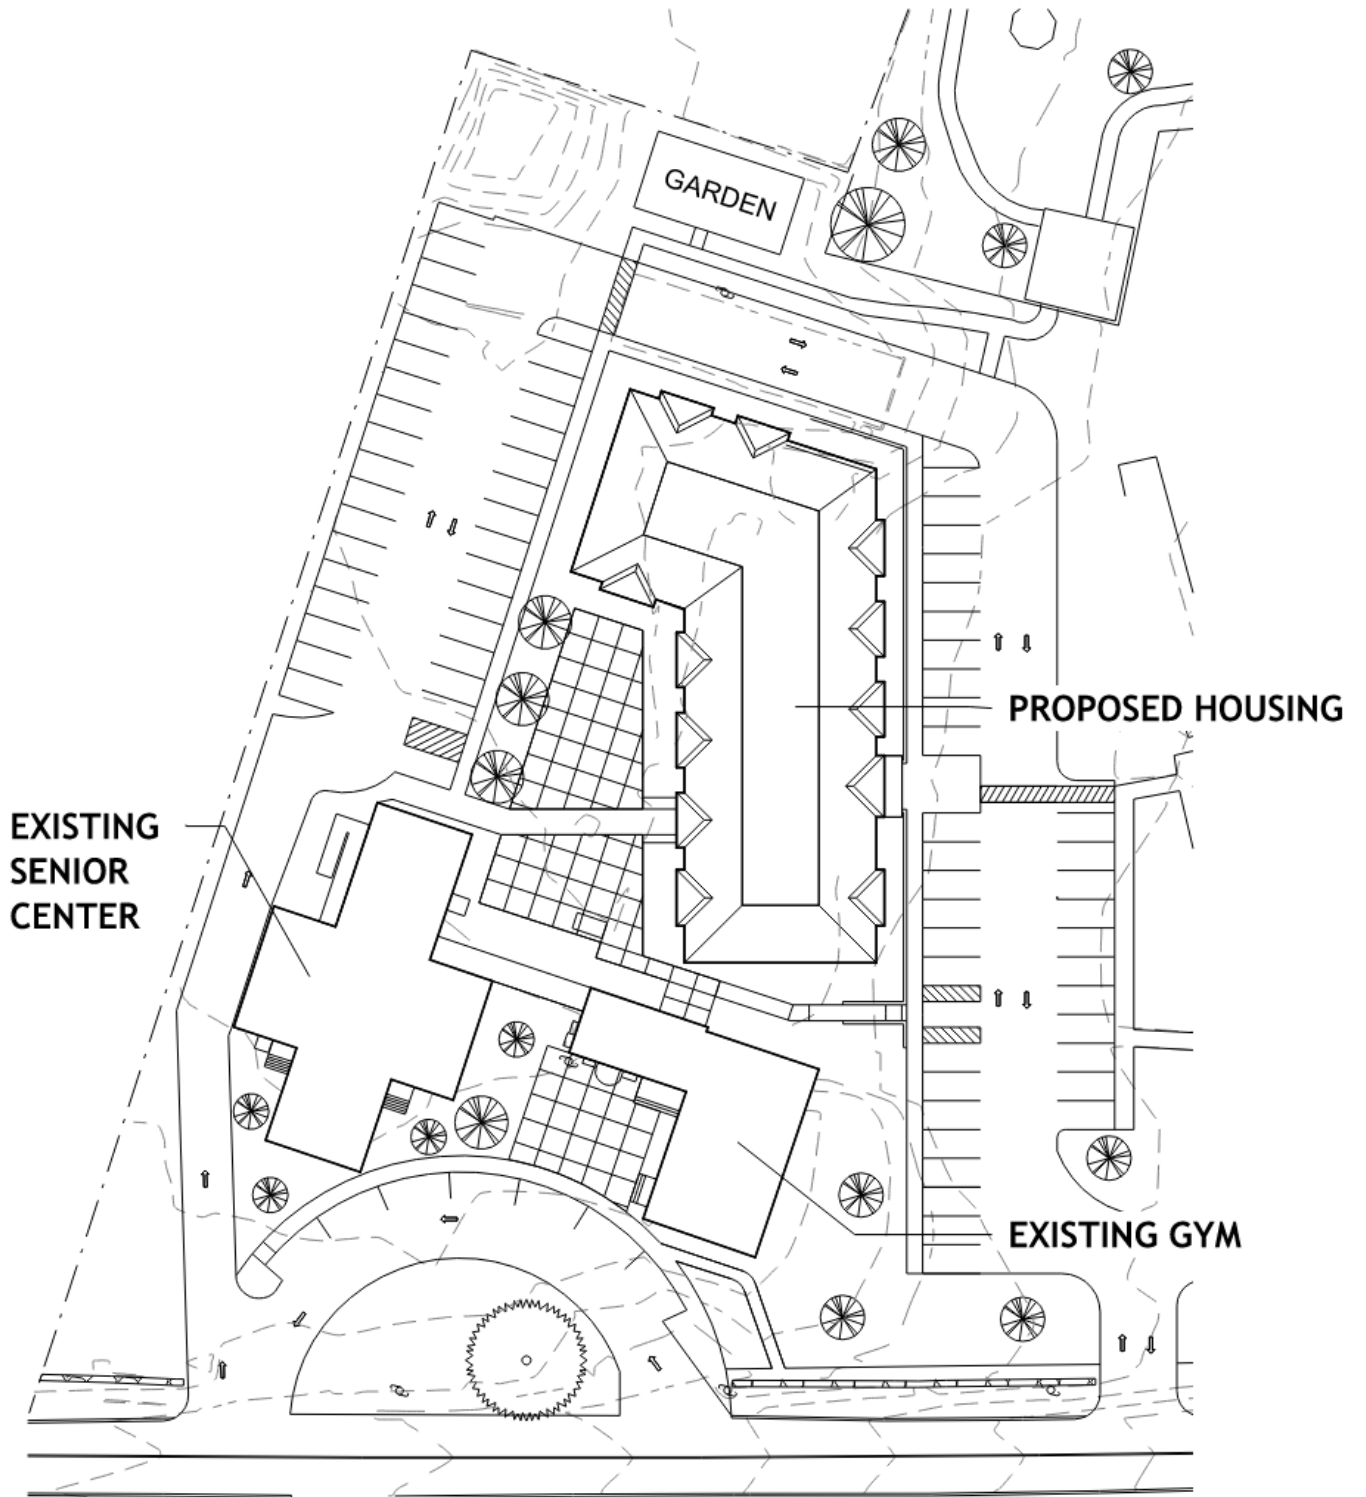 GARDEN
PROPOSED HOUSING
EXISTING
SENIOR
CENTER
EXISTING GYM